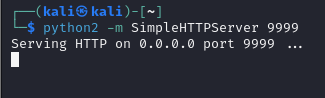 ┌──(kali㉿kali)-[~]
└─$ python2 -m SimpleHTTPServer 9999
Serving HTTP on 0.0.0.0 port 9999 ...